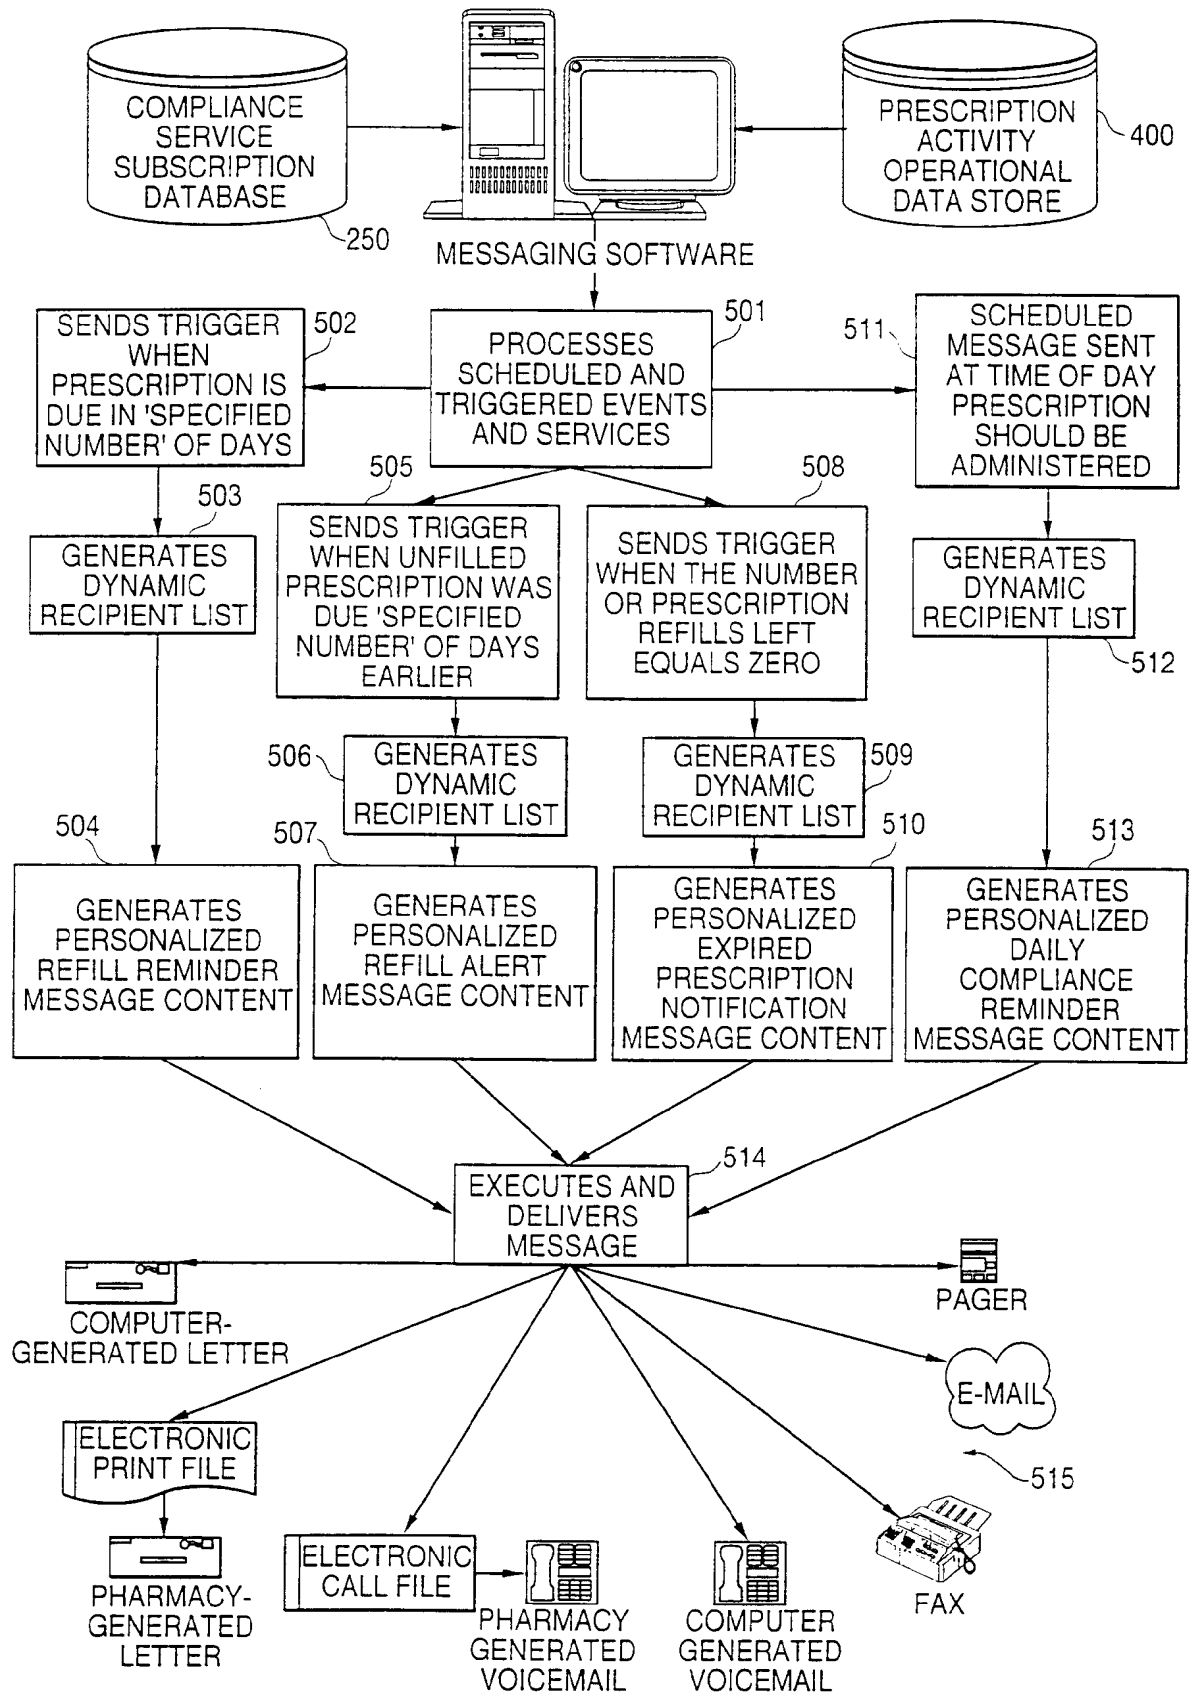 COMPLIANCE
SERVICE
SUBSCRIPTION
DATABASE
250
PRESCRIPTION
ACTIVITY
OPERATIONAL
DATA STORE
400
MESSAGING SOFTWARE
SENDS TRIGGER
WHEN
PRESCRIPTION IS
DUE IN 'SPECIFIED
NUMBER' OF DAYS
502
PROCESSES
SCHEDULED AND
TRIGGERED EVENTS
AND SERVICES
501
511
SCHEDULED
MESSAGE SENT
AT TIME OF DAY
PRESCRIPTION
SHOULD BE
ADMINISTERED
503
GENERATES
DYNAMIC
RECIPIENT LIST
505
SENDS TRIGGER
WHEN UNFILLED
PRESCRIPTION WAS
DUE 'SPECIFIED
NUMBER' OF DAYS
EARLIER
508
SENDS TRIGGER
WHEN THE NUMBER
OR PRESCRIPTION
REFILLS LEFT
EQUALS ZERO
GENERATES
DYNAMIC
RECIPIENT LIST
512
506
GENERATES
DYNAMIC
RECIPIENT LIST
GENERATES
DYNAMIC
RECIPIENT LIST
509
504
GENERATES
PERSONALIZED
REFILL REMINDER
MESSAGE CONTENT
507
GENERATES
PERSONALIZED
REFILL ALERT
MESSAGE CONTENT
510
GENERATES
PERSONALIZED
EXPIRED
PRESCRIPTION
NOTIFICATION
MESSAGE CONTENT
513
GENERATES
PERSONALIZED
DAILY
COMPLIANCE
REMINDER
MESSAGE CONTENT
EXECUTES AND
DELIVERS
MESSAGE
514
COMPUTER-
GENERATED LETTER
PAGER
E-MAIL
515
ELECTRONIC
PRINT FILE
PHARMACY-
GENERATED
LETTER
ELECTRONIC
CALL FILE
PHARMACY
GENERATED
VOICEMAIL
COMPUTER
GENERATED
VOICEMAIL
FAX